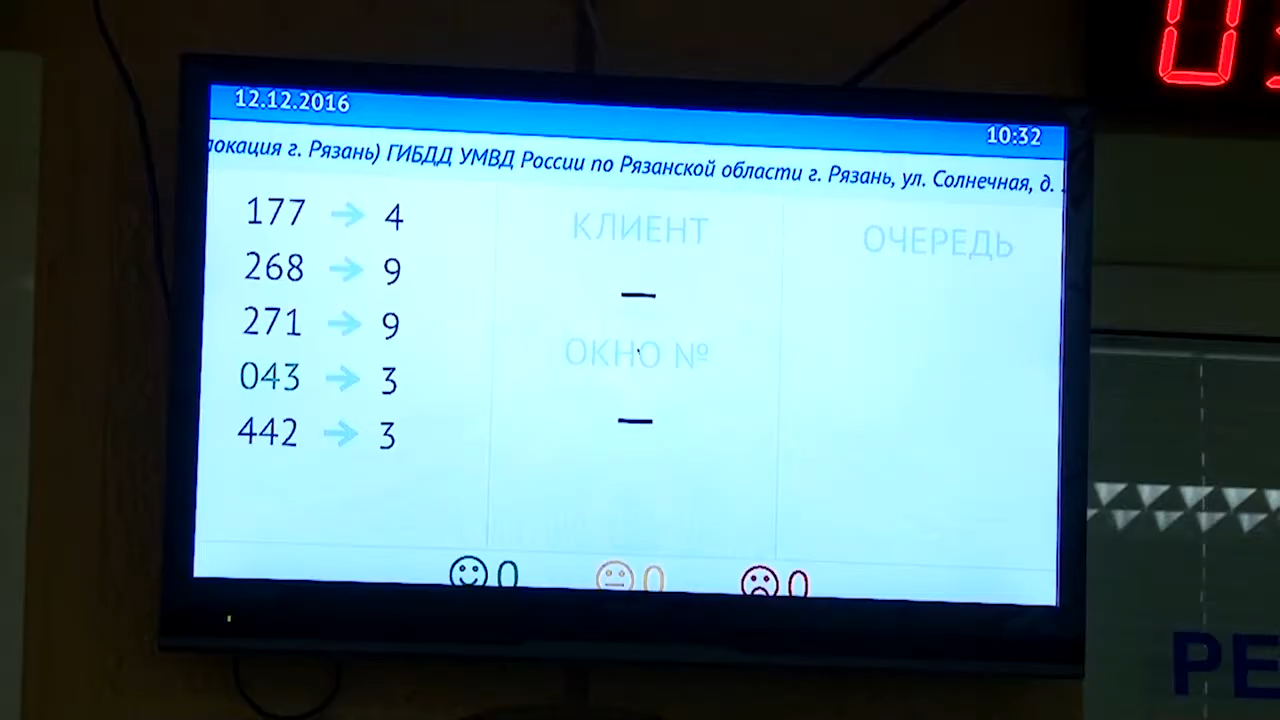 12.12.2016
10:32
локация г. Рязань) ГИБДД УМВД России по Рязанской области г. Рязань, ул. Солнечная, д.
177 → 4
268 → 9
271 → 9
043 → 3
442 → 3
КЛИЕНТ
—
ОКНО №
—
ОЧЕРЕДЬ
0
0
0
РЕ